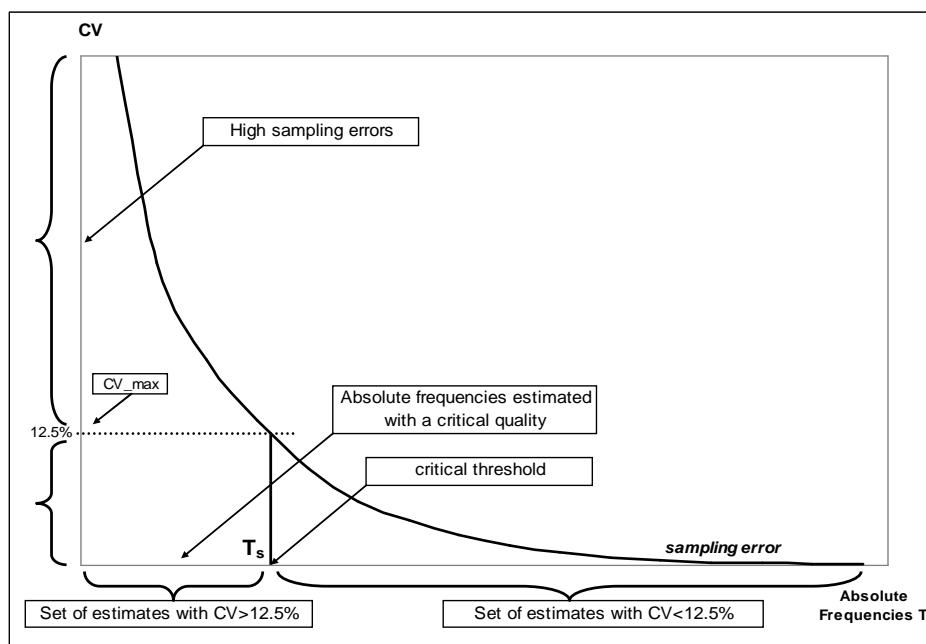 CV
High sampling errors
CV_max
Absolute frequencies estimated
with a critical quality
12.5%
critical threshold
Ts
sampling error
Set of estimates with CV>12.5%
Set of estimates with CV<12.5%
Absolute
Frequencies T